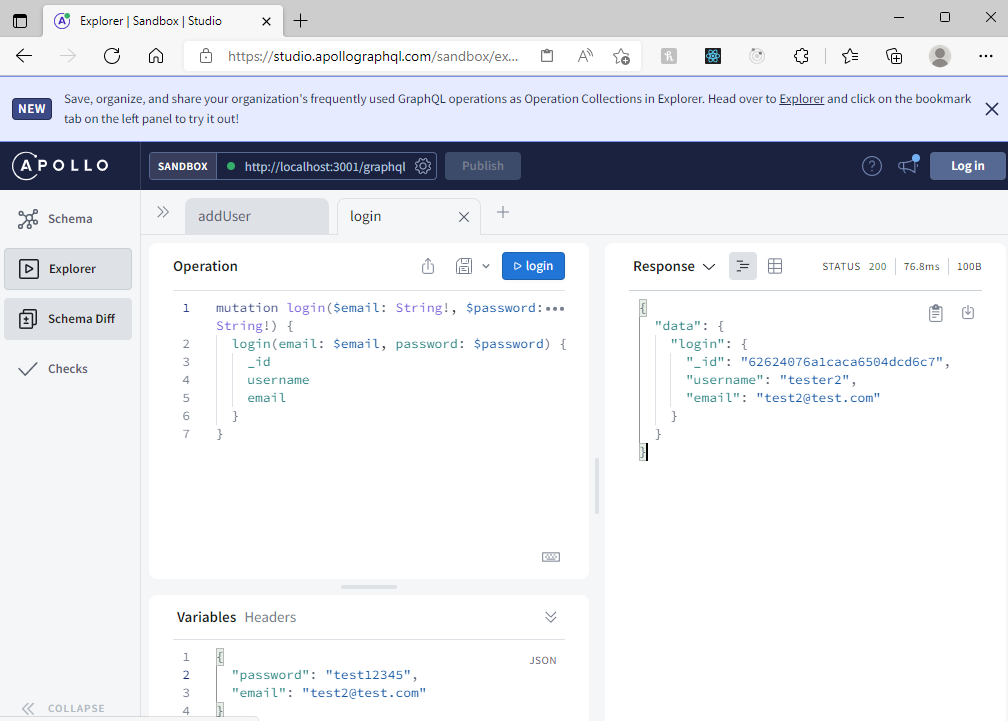 Explorer | Sandbox | Studio
https://studio.apollographql.com/sandbox/ex...
NEW
Save, organize, and share your organization's frequently used GraphQL operations as Operation Collections in Explorer. Head over to Explorer and click on the bookmark
tab on the left panel to try it out!
APOLLO
SANDBOX
http://localhost:3001/graphql
Publish
Log in
Schema
Explorer
Schema Diff
Checks
COLLAPSE
addUser
login
Operation
login
1 mutation login($email: String!, $password:
String!) {
2 login(email: $email, password: $password) {
3 _id
4 username
5 email
6 }
7 }
Variables Headers
JSON
1 {
2 "password": "test12345",
3 "email": "test2@test.com"
4 }
Response
STATUS 200 76.8ms 100B
{
"data": {
"login": {
"_id": "62624076a1caca6504dcd6c7",
"username": "tester2",
"email": "test2@test.com"
}
}
}